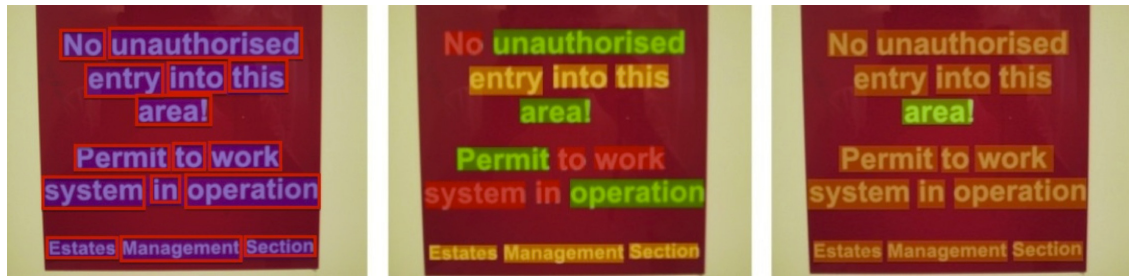 No unauthorised
entry into this
area!
Permit to work
system in operation
Estates Management Section
No unauthorised
entry into this
area!
Permit to work
system in operation
Estates Management Section
No unauthorised
entry into this
area!
Permit to work
system in operation
Estates Management Section